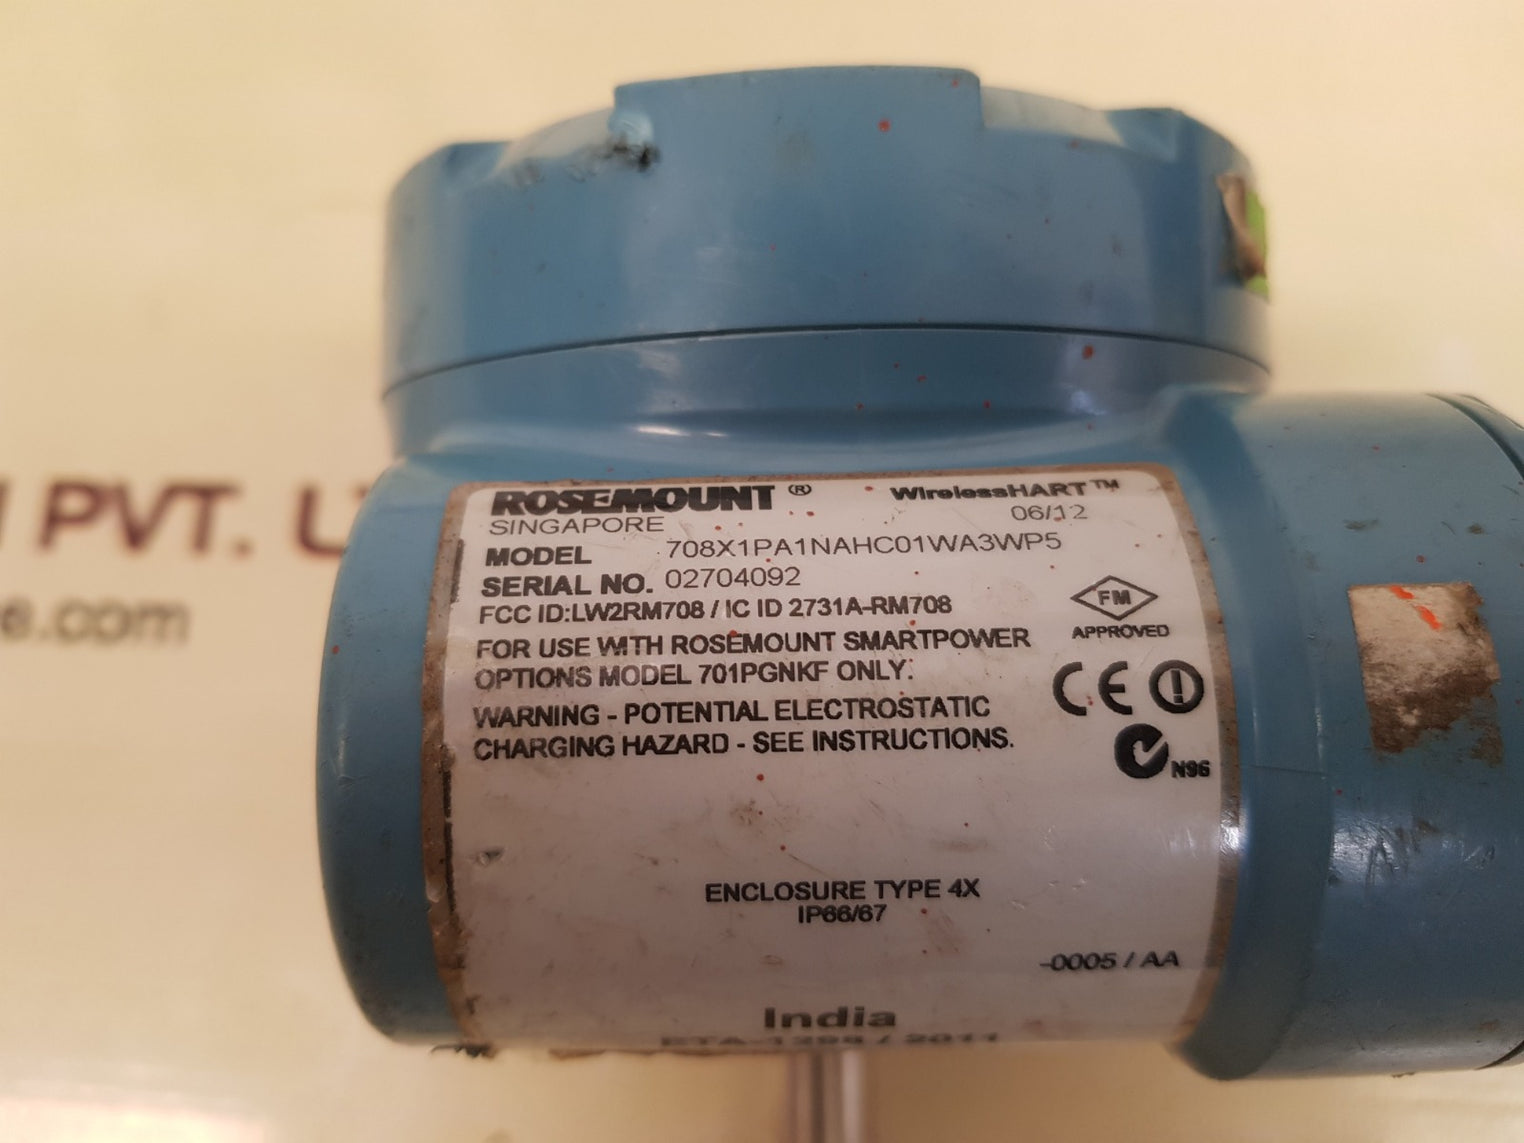 PVT.
e.com
ROSEMOUNT ® WirelessHART™
SINGAPORE 06/12
MODEL 708X1PA1NAHC01WA3WP5
SERIAL NO. 02704092
FCC ID:LW2RM708 / IC ID 2731A-RM708
FM
APPROVED
FOR USE WITH ROSEMOUNT SMARTPOWER
OPTIONS MODEL 701PGNKF ONLY.
WARNING - POTENTIAL ELECTROSTATIC
CHARGING HAZARD - SEE INSTRUCTIONS.
CE
N96
ENCLOSURE TYPE 4X
IP66/67
-0005 / AA
India
/ 2011